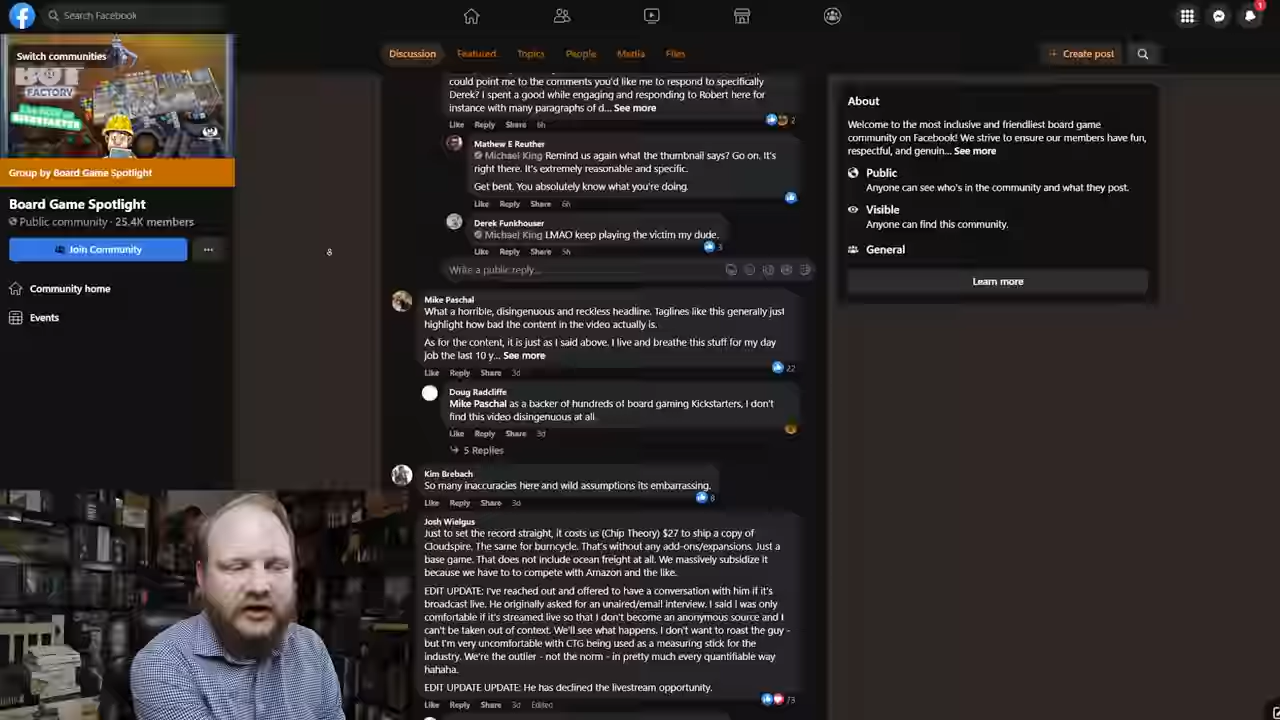 Search Facebook
1
Switch communities
BOT
FACTORY
Group by Board Game Spotlight
Board Game Spotlight
Public community · 25.4K members
Join Community
Community home
Events
Discussion
Featured
Topics
People
Media
Files
Create post
could point me to the comments you'd like me to respond to specifically
Derek? I spent a good while engaging and responding to Robert here for
instance with many paragraphs of d... See more
Like Reply Share 6h
2
Mathew E Reuther
Michael King Remind us again what the thumbnail says? Go on. It's
right there. It's extremely reasonable and specific.
Get bent. You absolutely know what you're doing.
Like Reply Share 6h
Derek Funkhouser
Michael King LMAO keep playing the victim my dude.
3
Like Reply Share 5h
Write a public reply...
Mike Paschal
What a horrible, disingenuous and reckless headline. Taglines like this generally just
highlight how bad the content in the video actually is.
As for the content, it is just as I said above. I live and breathe this stuff for my day
job the last 10 y... See more
22
Like Reply Share 3d
Doug Radcliffe
Mike Paschal as a backer of hundreds of board gaming Kickstarters, I don't
find this video disingenuous at all.
Like Reply Share 3d
5 Replies
Kim Brebach
So many inaccuracies here and wild assumptions its embarrassing.
8
Like Reply Share 3d
Josh Wielgus
Just to set the record straight, it costs us (Chip Theory) $27 to ship a copy of
Cloudspire. The same for burncycle. That's without any add-ons/expansions. Just a
base game. That does not include ocean freight at all. We massively subsidize it
because we have to to compete with Amazon and the like.
EDIT UPDATE: I've reached out and offered to have a conversation with him if it's
broadcast live. He originally asked for an unaired/email interview. I said I was only
comfortable if it's streamed live so that I don't become an anonymous source and I
can't be taken out of context. We'll see what happens. I don't want to roast the guy -
but I'm very uncomfortable with CTG being used as a measuring stick for the
industry. We're the outlier - not the norm - in pretty much every quantifiable way
hahaha.
EDIT UPDATE UPDATE: He has declined the livestream opportunity.
73
Like Reply Share 3d Edited
About
Welcome to the most inclusive and friendliest board game
community on Facebook! We strive to ensure our members have fun,
respectful, and genuin... See more
Public
Anyone can see who's in the community and what they post.
Visible
Anyone can find this community.
General
Learn more